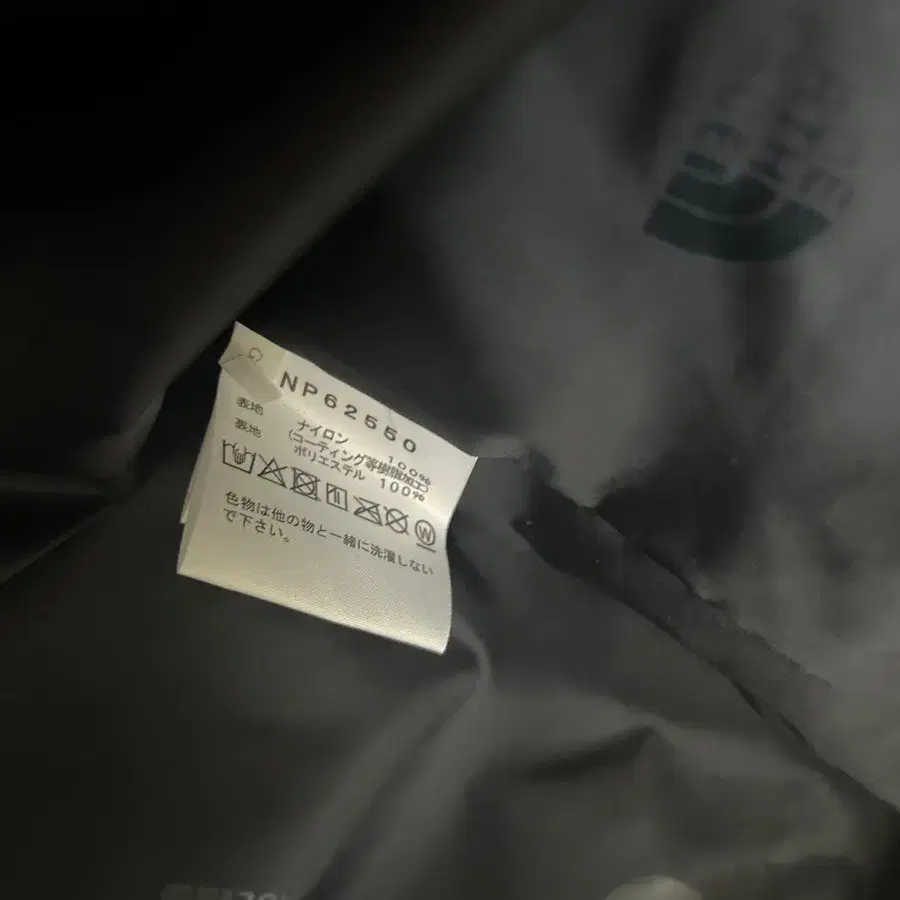 NP62550
表地 ナイロン 100%
(コーティング等樹脂加工)
裏地 ポリエステル 100%
W
色物は他の物と一緒に洗濯しない
で下さい。